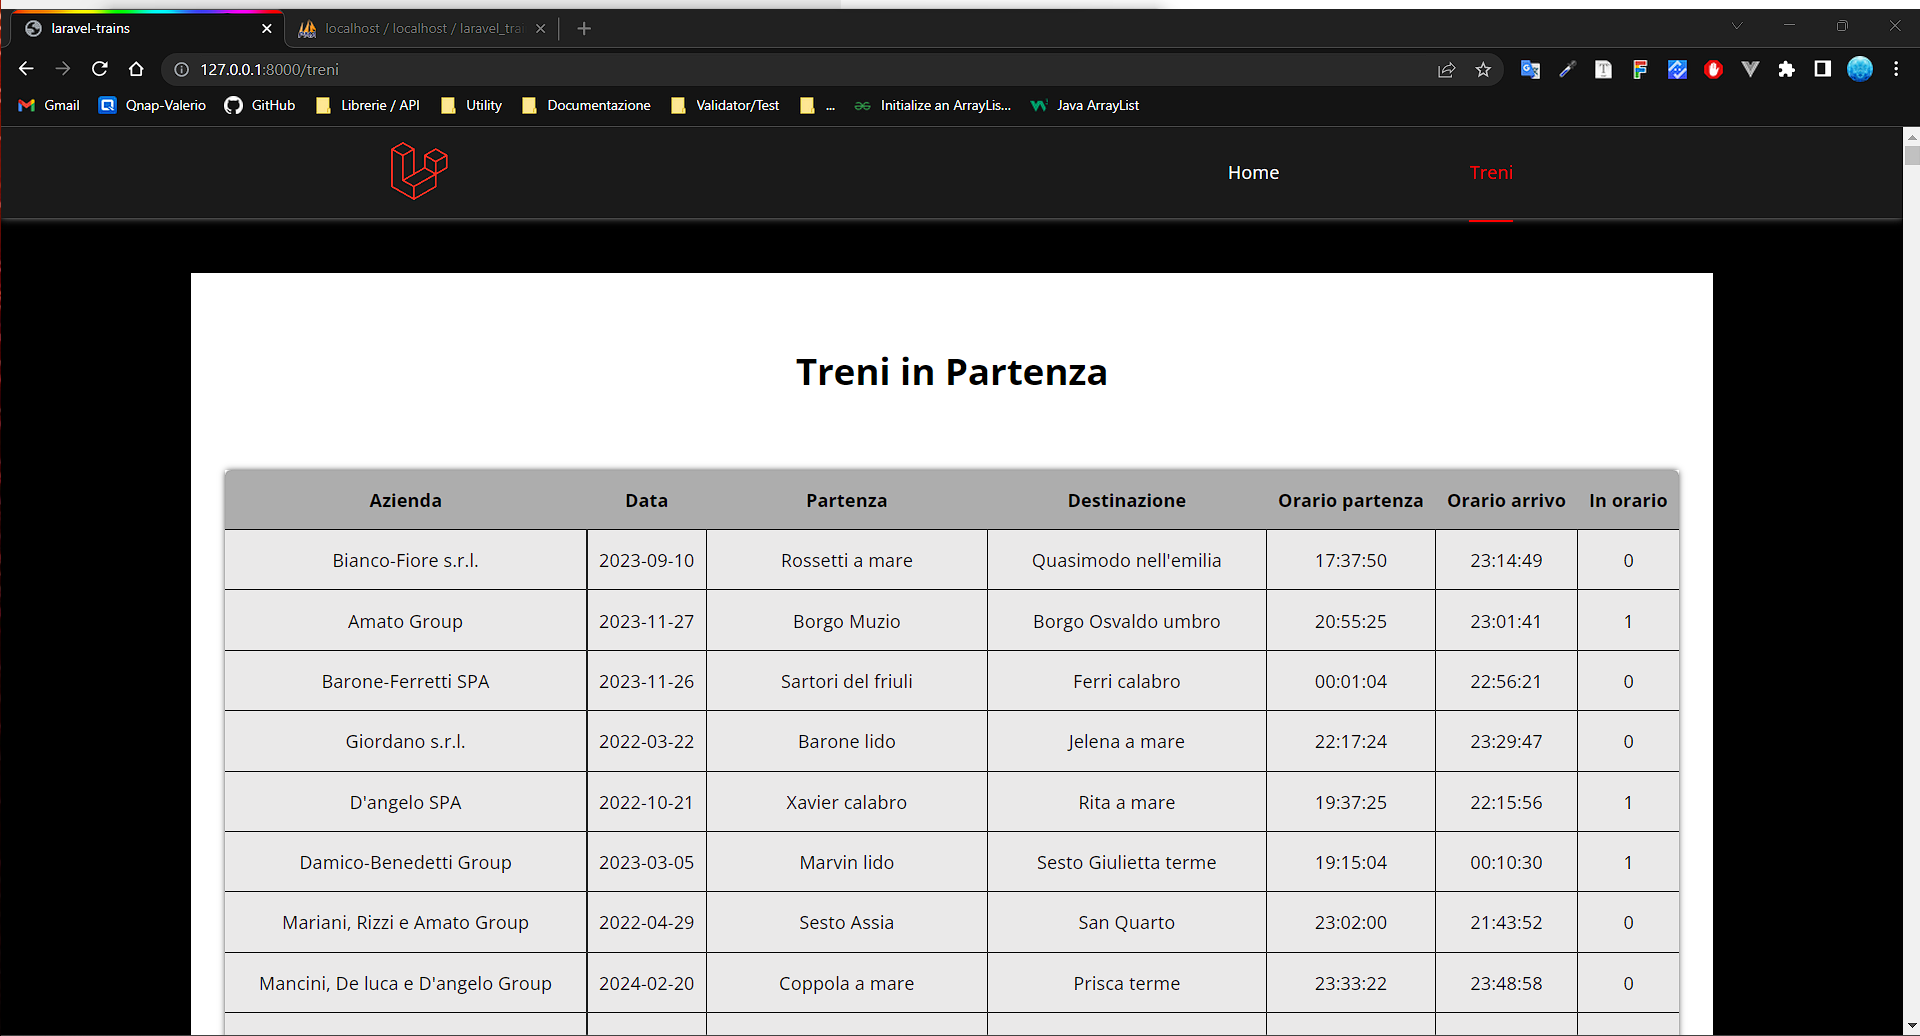 laravel-trains
localhost / localhost / laravel_trai
127.0.0.1:8000/treni
Gmail
Qnap-Valerio
GitHub
Librerie / API
Utility
Documentazione
Validator/Test
...
Initialize an ArrayLis...
Java ArrayList
Home
Treni
Treni in Partenza
Azienda Data Partenza Destinazione Orario partenza Orario arrivo In orario
Bianco-Fiore s.r.l. 2023-09-10 Rossetti a mare Quasimodo nell'emilia 17:37:50 23:14:49 0
Amato Group 2023-11-27 Borgo Muzio Borgo Osvaldo umbro 20:55:25 23:01:41 1
Barone-Ferretti SPA 2023-11-26 Sartori del friuli Ferri calabro 00:01:04 22:56:21 0
Giordano s.r.l. 2022-03-22 Barone lido Jelena a mare 22:17:24 23:29:47 0
D'angelo SPA 2022-10-21 Xavier calabro Rita a mare 19:37:25 22:15:56 1
Damico-Benedetti Group 2023-03-05 Marvin lido Sesto Giulietta terme 19:15:04 00:10:30 1
Mariani, Rizzi e Amato Group 2022-04-29 Sesto Assia San Quarto 23:02:00 21:43:52 0
Mancini, De luca e D'angelo Group 2024-02-20 Coppola a mare Prisca terme 23:33:22 23:48:58 0